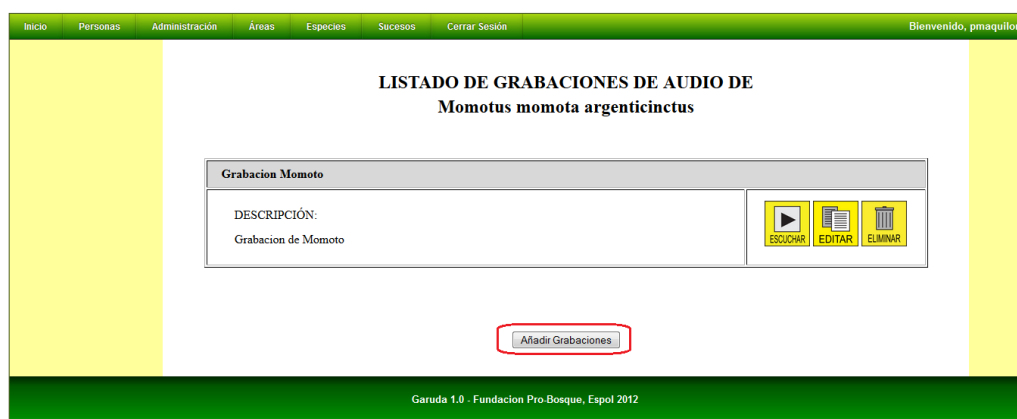 Inicio Personas Administración Áreas Especies Sucesos Cerrar Sesión Bienvenido, pmaquilon
LISTADO DE GRABACIONES DE AUDIO DE
Momotus momota argenticinctus
Grabacion Momoto
DESCRIPCIÓN:
Grabacion de Momoto
ESCUCHAR EDITAR ELIMINAR
Añadir Grabaciones
Garuda 1.0 - Fundacion Pro-Bosque, Espol 2012